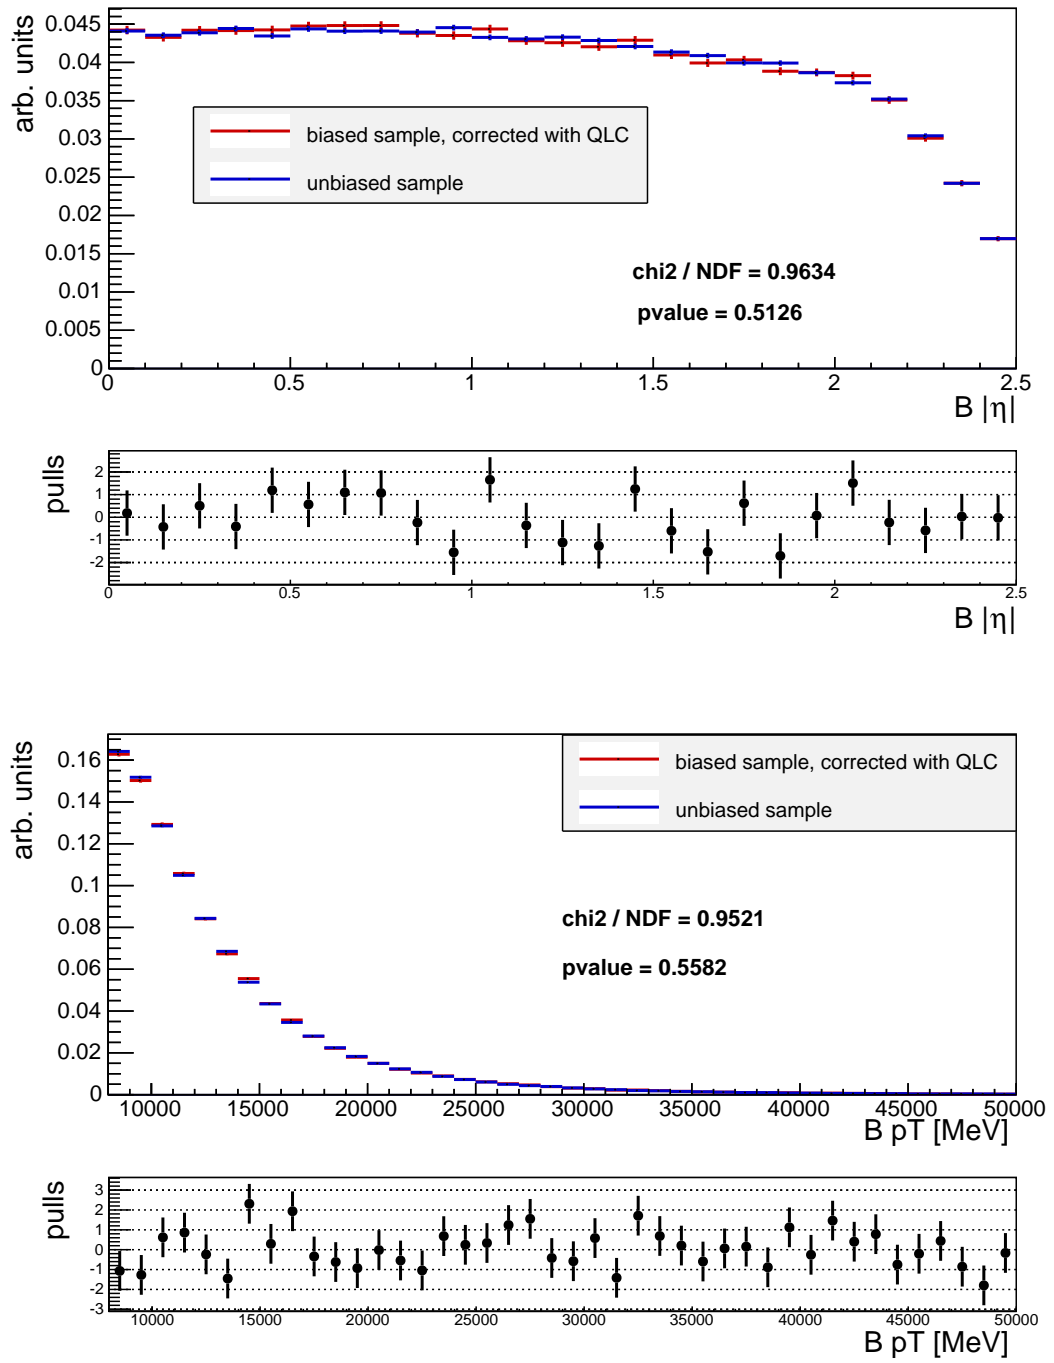 arb. units
0.045
0.04
0.035
0.03
0.025
0.02
0.015
0.01
0.005
0
biased sample, corrected with QLC
unbiased sample
chi2 / NDF = 0.9634
pvalue = 0.5126
0 0.5 1 1.5 2 2.5
B |η|
pulls
2
1
0
-1
-2
0 0.5 1 1.5 2 2.5
B |η|
arb. units
0.16
0.14
0.12
0.1
0.08
0.06
0.04
0.02
0
biased sample, corrected with QLC
unbiased sample
chi2 / NDF = 0.9521
pvalue = 0.5582
10000 15000 20000 25000 30000 35000 40000 45000 50000
B pT [MeV]
pulls
3
2
1
0
-1
-2
-3
10000 15000 20000 25000 30000 35000 40000 45000 50000
B pT [MeV]